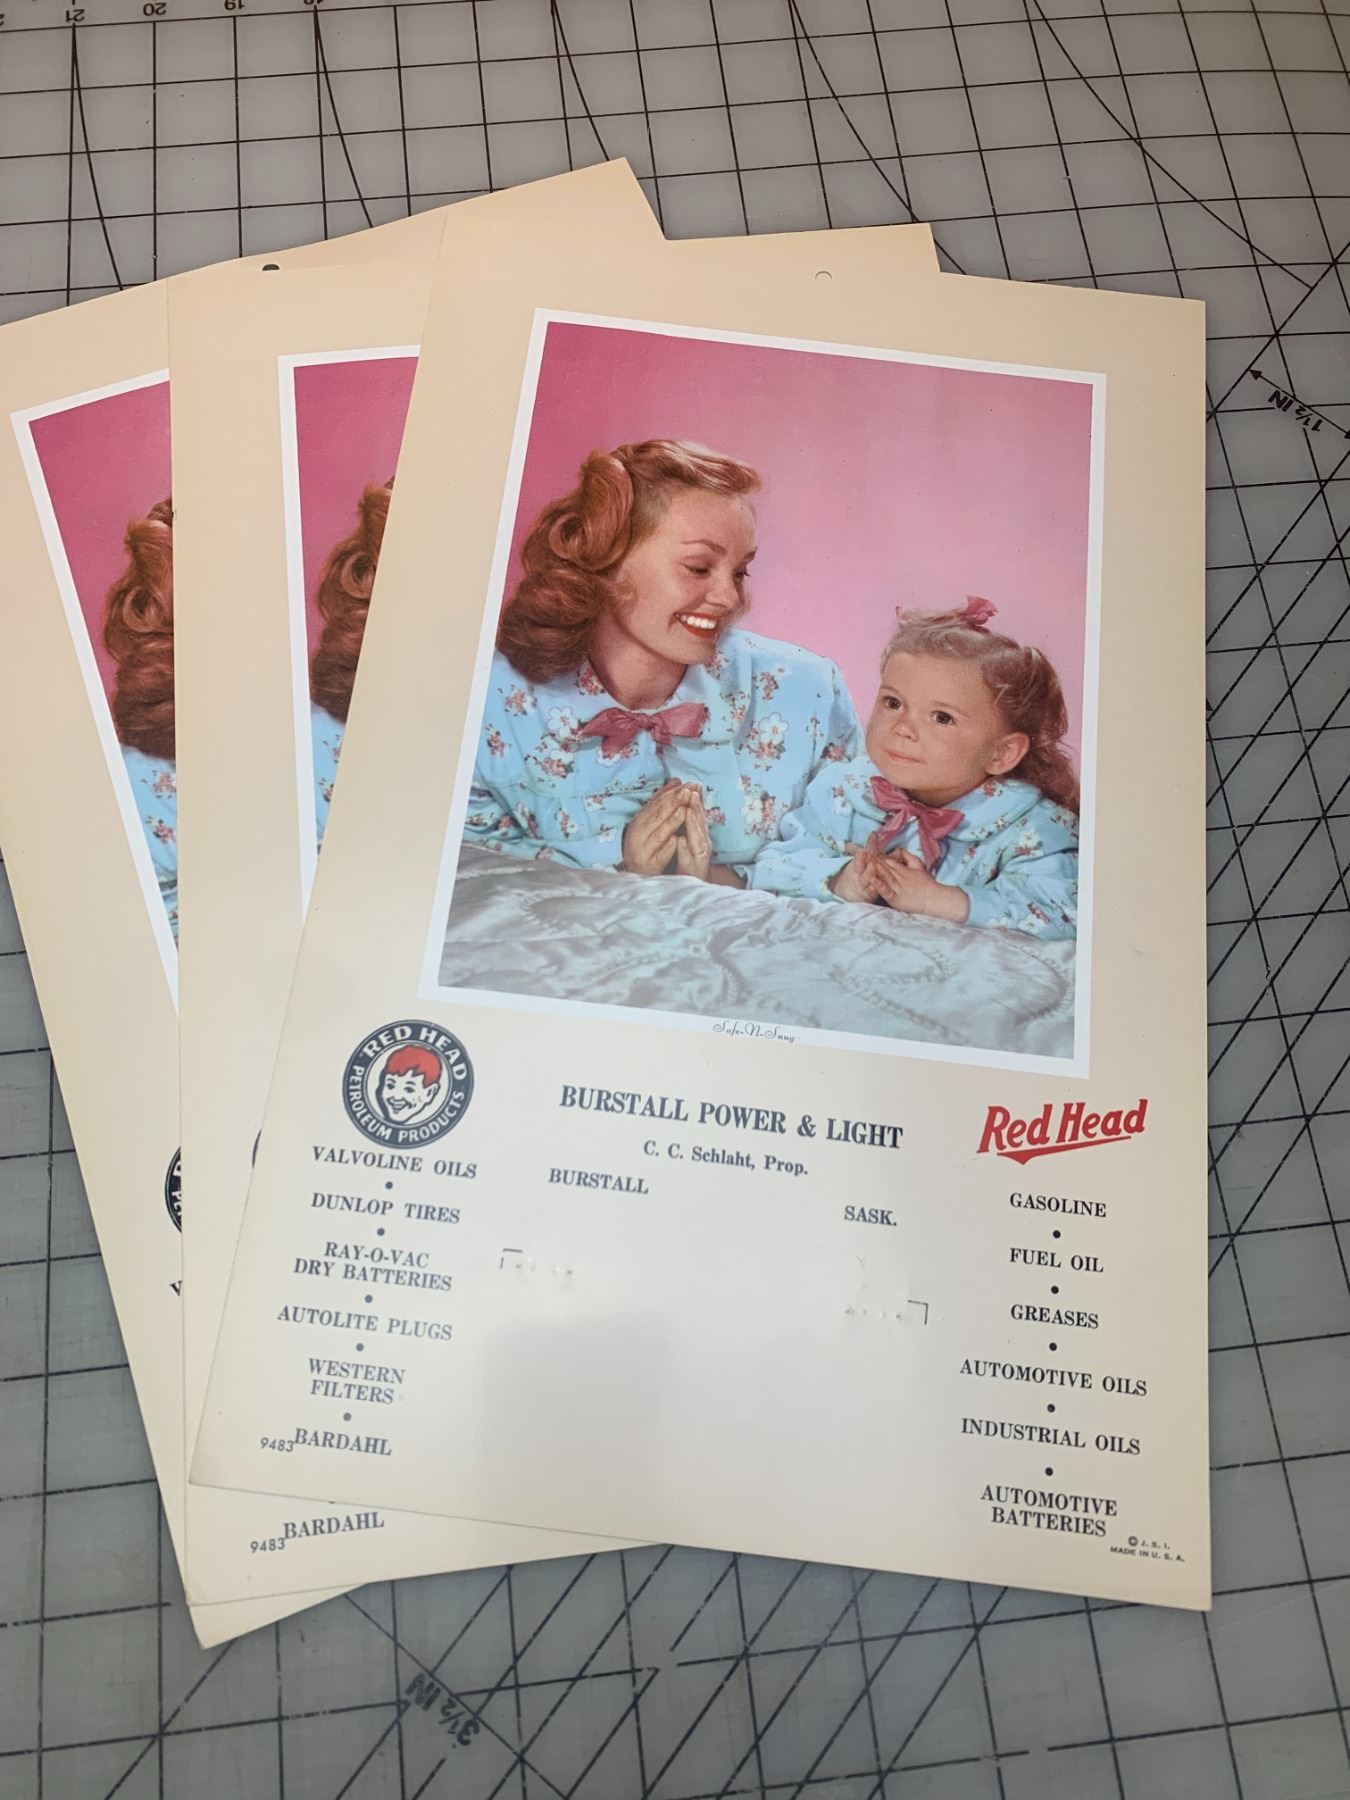 21 20 19 18
1½ IN
Safe-N-Snug
RED HEAD
PETROLEUM PRODUCTS
BURSTALL POWER & LIGHT
C. C. Schlaht, Prop.
BURSTALL
SASK.
Red Head
VALVOLINE OILS
•
DUNLOP TIRES
•
RAY-O-VAC
DRY BATTERIES
•
AUTOLITE PLUGS
•
WESTERN
FILTERS
•
BARDAHL
9483
GASOLINE
•
FUEL OIL
•
GREASES
•
AUTOMOTIVE OILS
•
INDUSTRIAL OILS
•
AUTOMOTIVE
BATTERIES
© J. S. I.
MADE IN U. S. A.
BARDAHL
9483
3½ IN